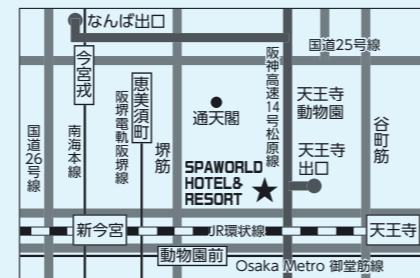 なんば出口
国道25号線
今宮戎
恵美須町
阪神高速14号松原線
通天閣
天王寺
動物園
天王寺
出口
谷町筋
国道26号線
南海本線
阪堺電軌阪堺線
堺筋
SPAWORLD
HOTEL&
RESORT
新今宮
JR環状線
天王寺
動物園前
Osaka Metro 御堂筋線